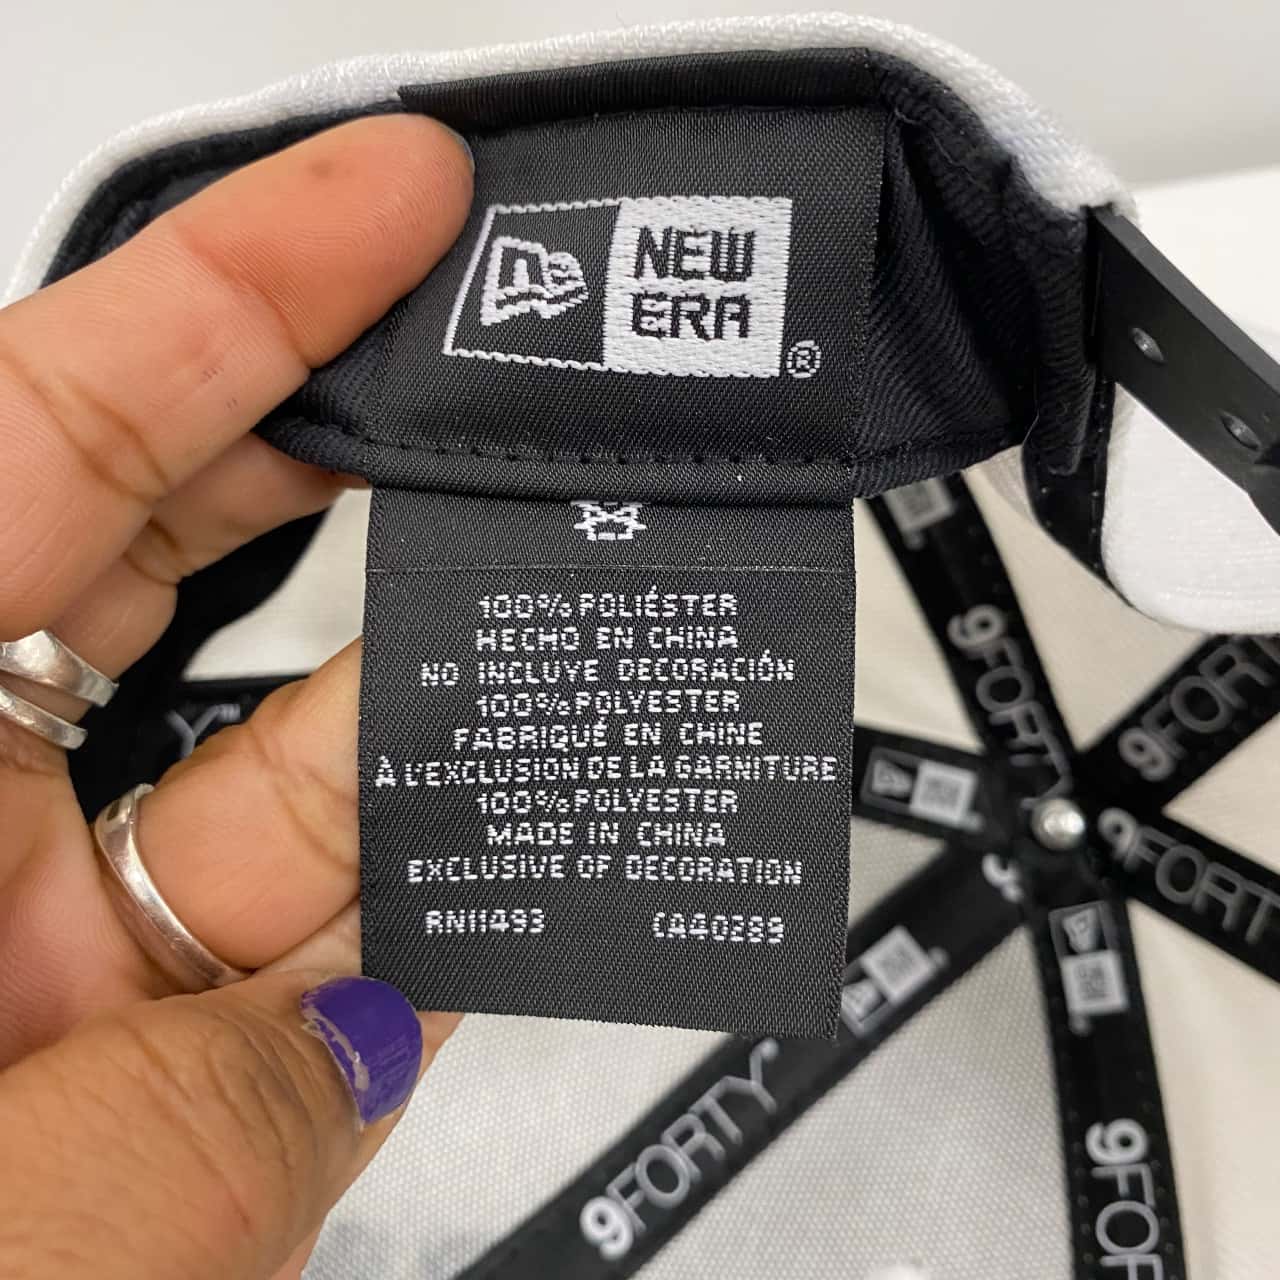 NEW
ERA
®
100% POLIÉSTER
HECHO EN CHINA
NO INCLUYE DECORACIÓN
100% POLYESTER
FABRIQUÉ EN CHINE
À L'EXCLUSION DE LA GARNITURE
100% POLYESTER
MADE IN CHINA
EXCLUSIVE OF DECORATION
RN11493 CA40289
9FORTY
9FORTY
9FORTY
9FORTY